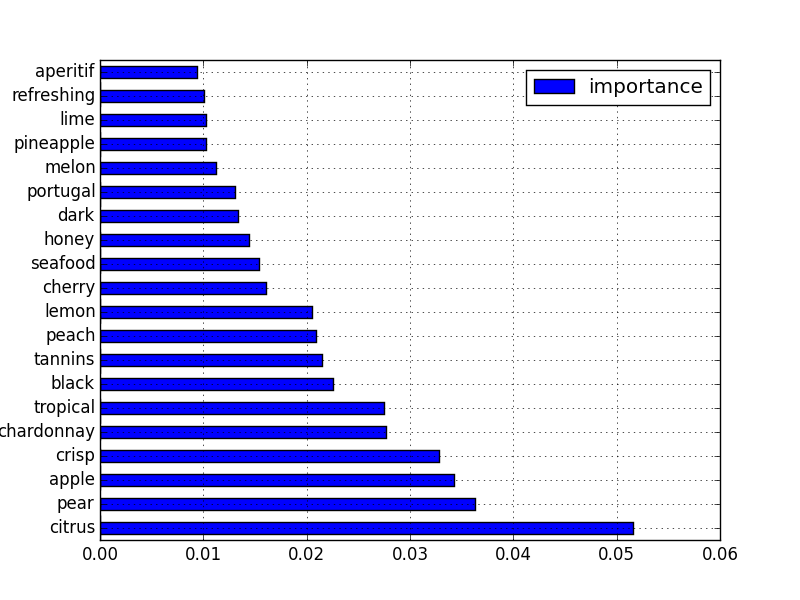 importance
aperitif
refreshing
lime
pineapple
melon
portugal
dark
honey
seafood
cherry
lemon
peach
tannins
black
tropical
chardonnay
crisp
apple
pear
citrus
0.00 0.01 0.02 0.03 0.04 0.05 0.06